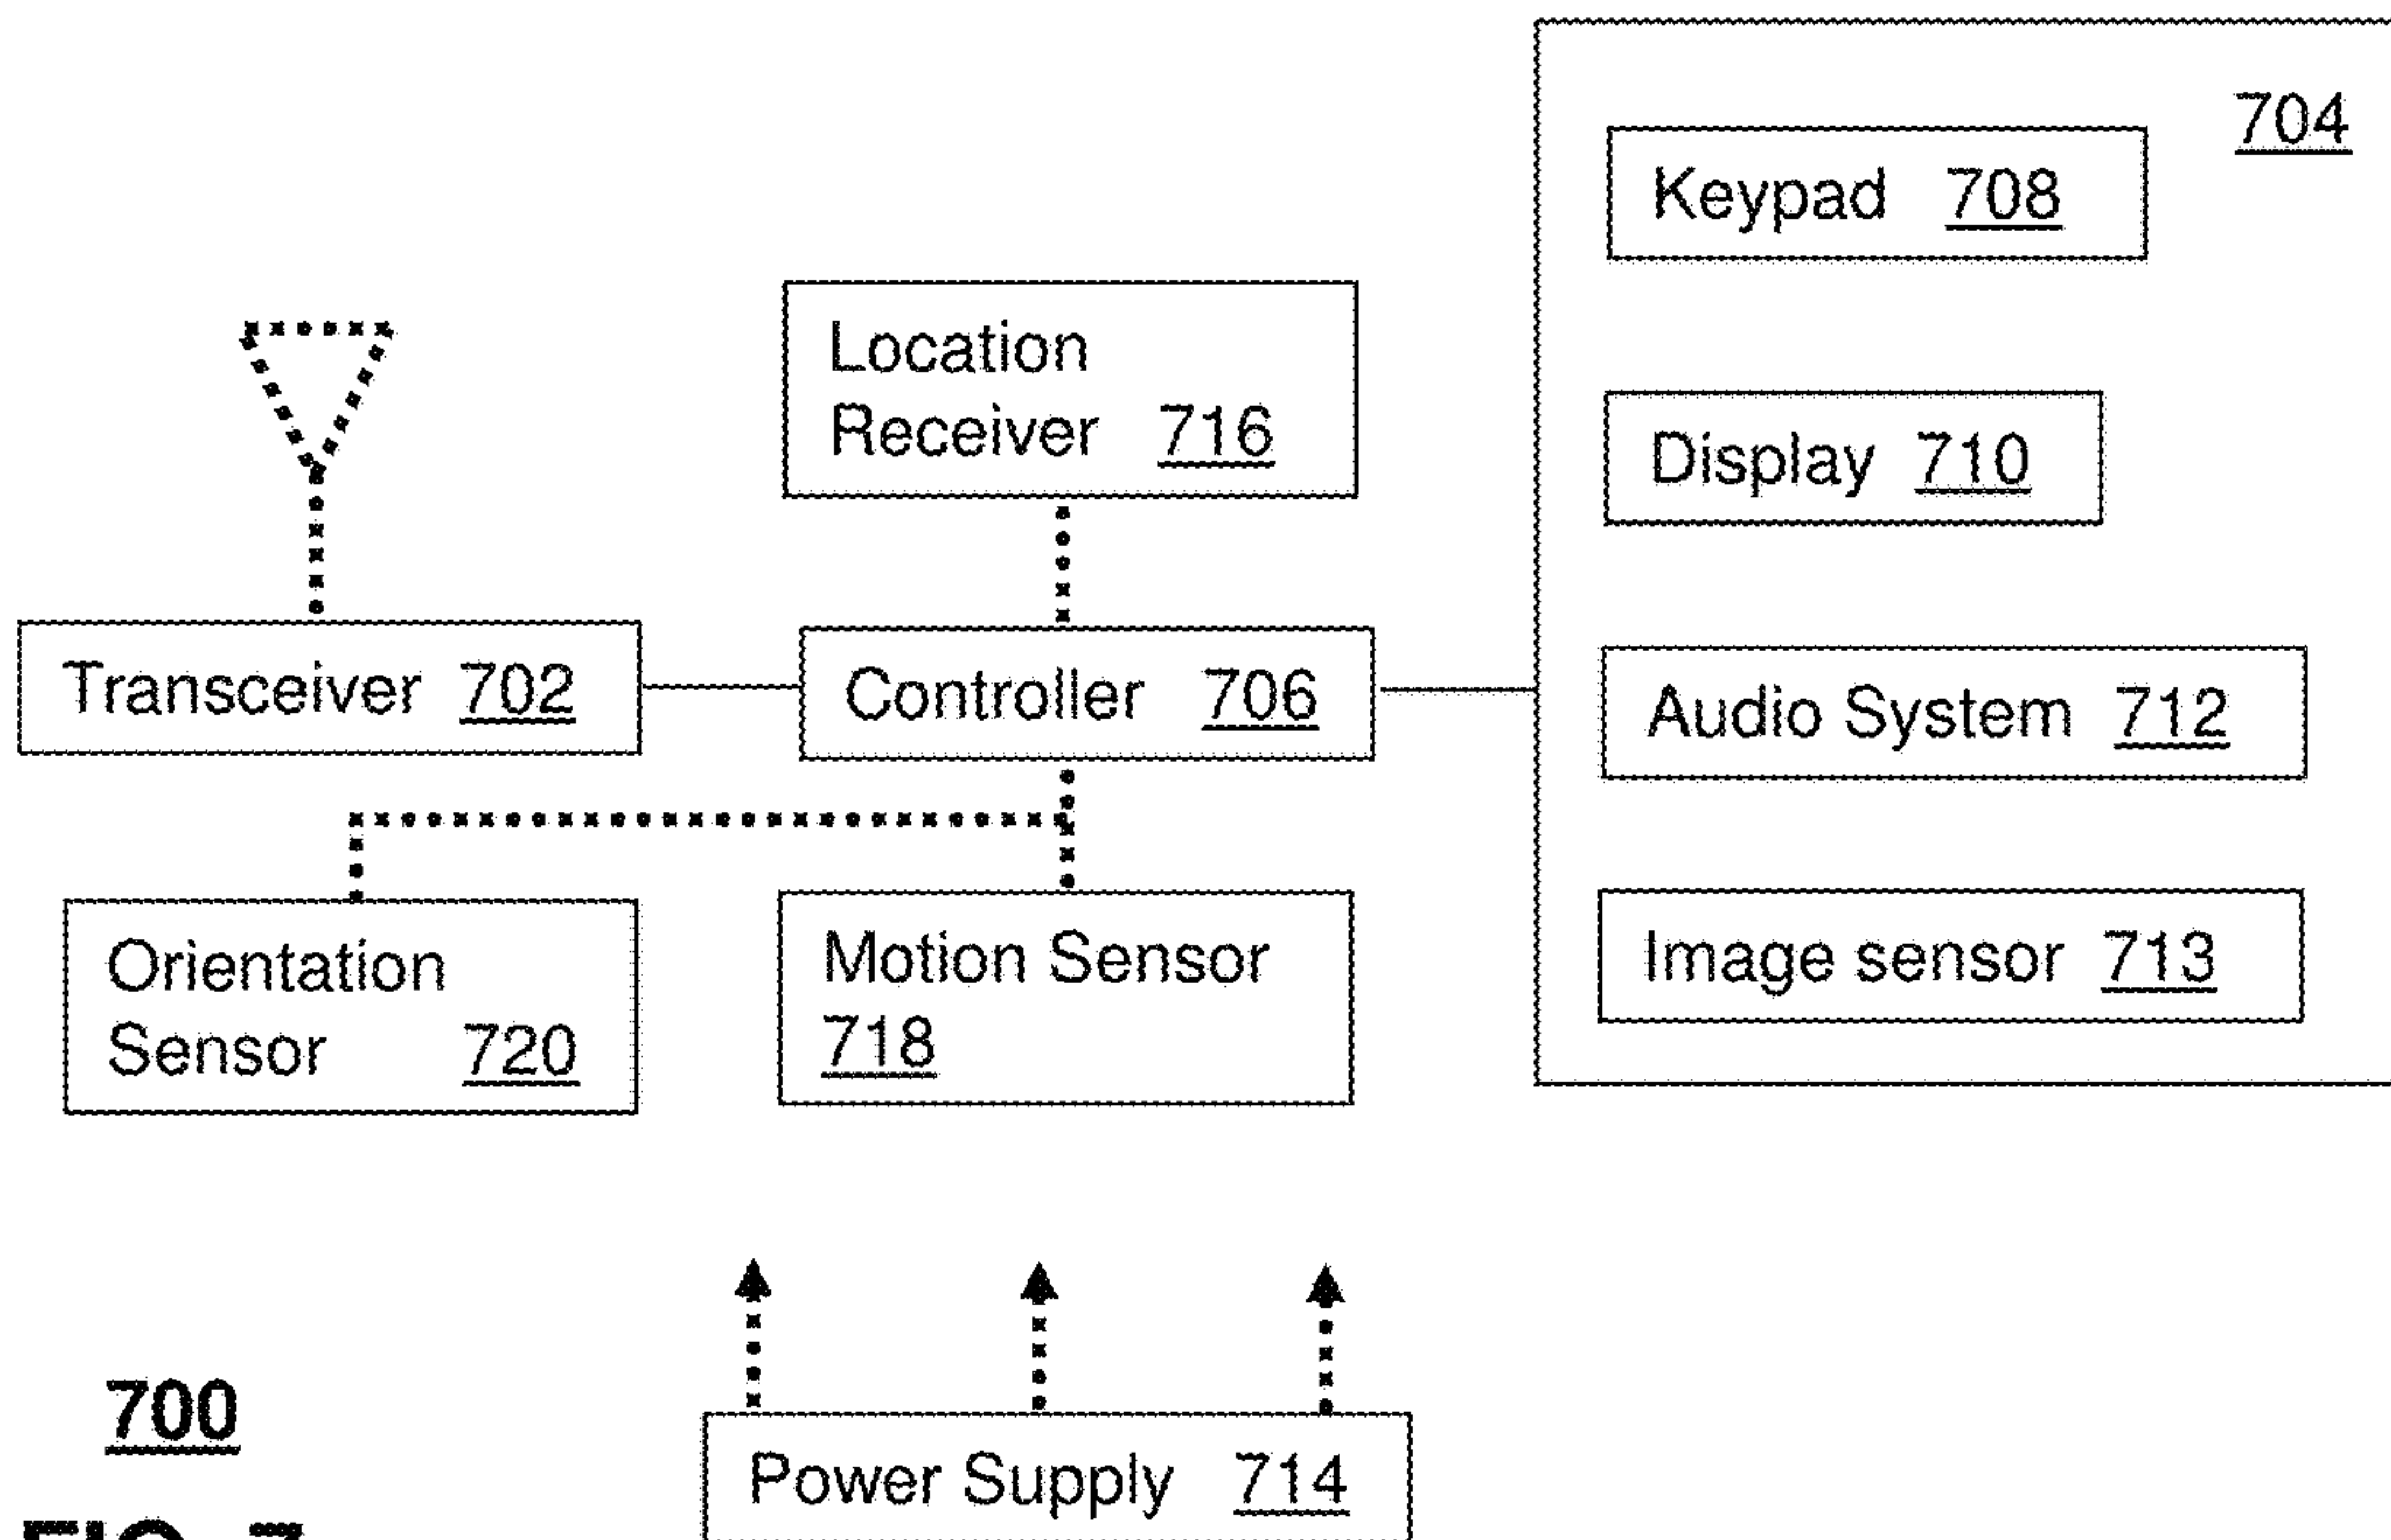 704
Keypad 708
Location
Receiver 716
Display 710
Transceiver 702
Controller 706
Audio System 712
Orientation
Sensor 720
Motion Sensor
718
Image sensor 713
700
Power Supply 714